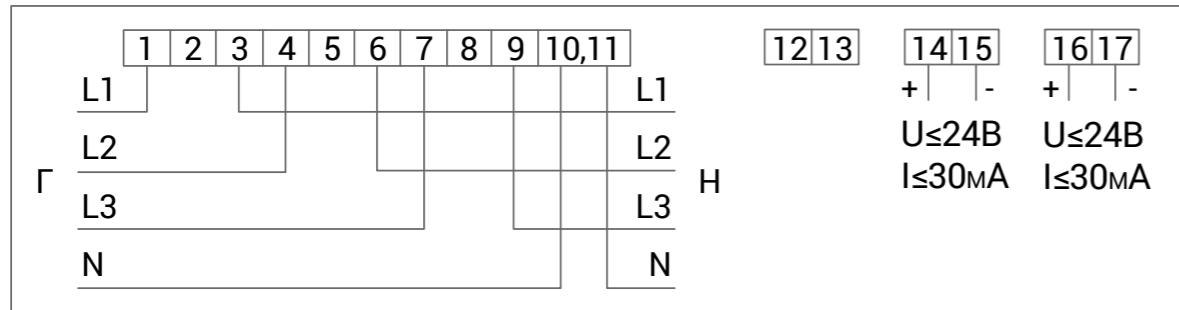 1 2 3 4 5 6 7 8 9 10,11 12 13 14 15 16 17
L1 L1 + - + -
L2 L2 U≤24В U≤24В
Г Н I≤30мА I≤30мА
L3 L3
N N